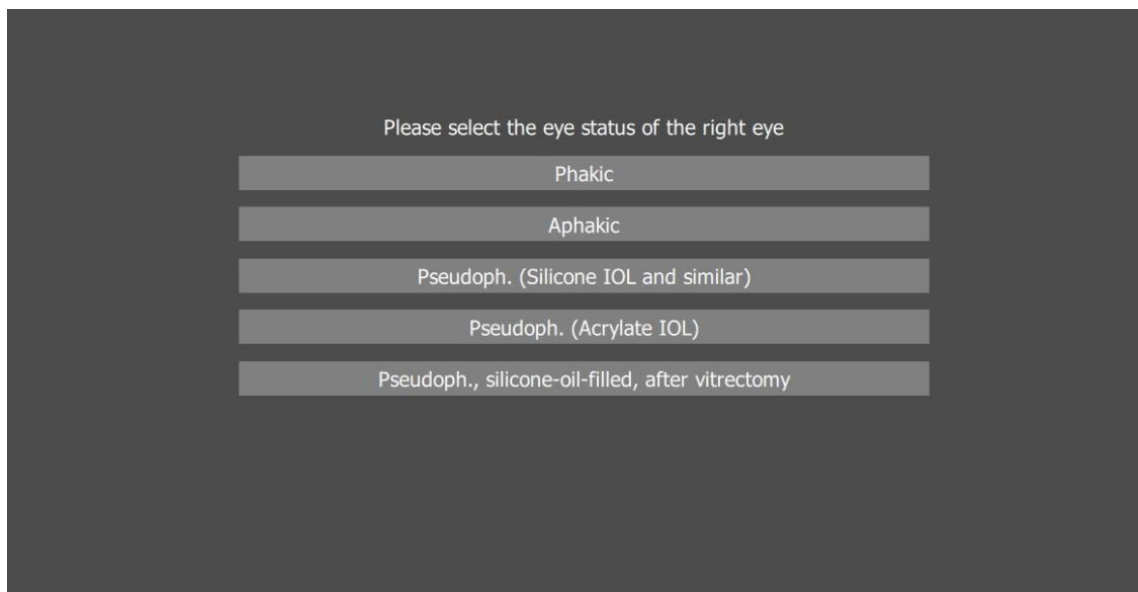 Please select the eye status of the right eye
Phakic
Aphakic
Pseudoph. (Silicone IOL and similar)
Pseudoph. (Acrylate IOL)
Pseudoph., silicone-oil-filled, after vitrectomy